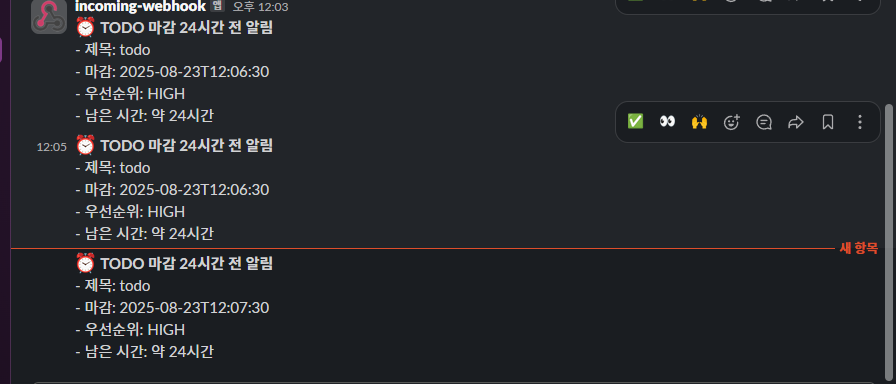 incoming-webhook 앱 오후 12:03
⏰ TODO 마감 24시간 전 알림
- 제목: todo
- 마감: 2025-08-23T12:06:30
- 우선순위: HIGH
- 남은 시간: 약 24시간
12:05 ⏰ TODO 마감 24시간 전 알림
- 제목: todo
- 마감: 2025-08-23T12:06:30
- 우선순위: HIGH
- 남은 시간: 약 24시간
새 항목
⏰ TODO 마감 24시간 전 알림
- 제목: todo
- 마감: 2025-08-23T12:07:30
- 우선순위: HIGH
- 남은 시간: 약 24시간